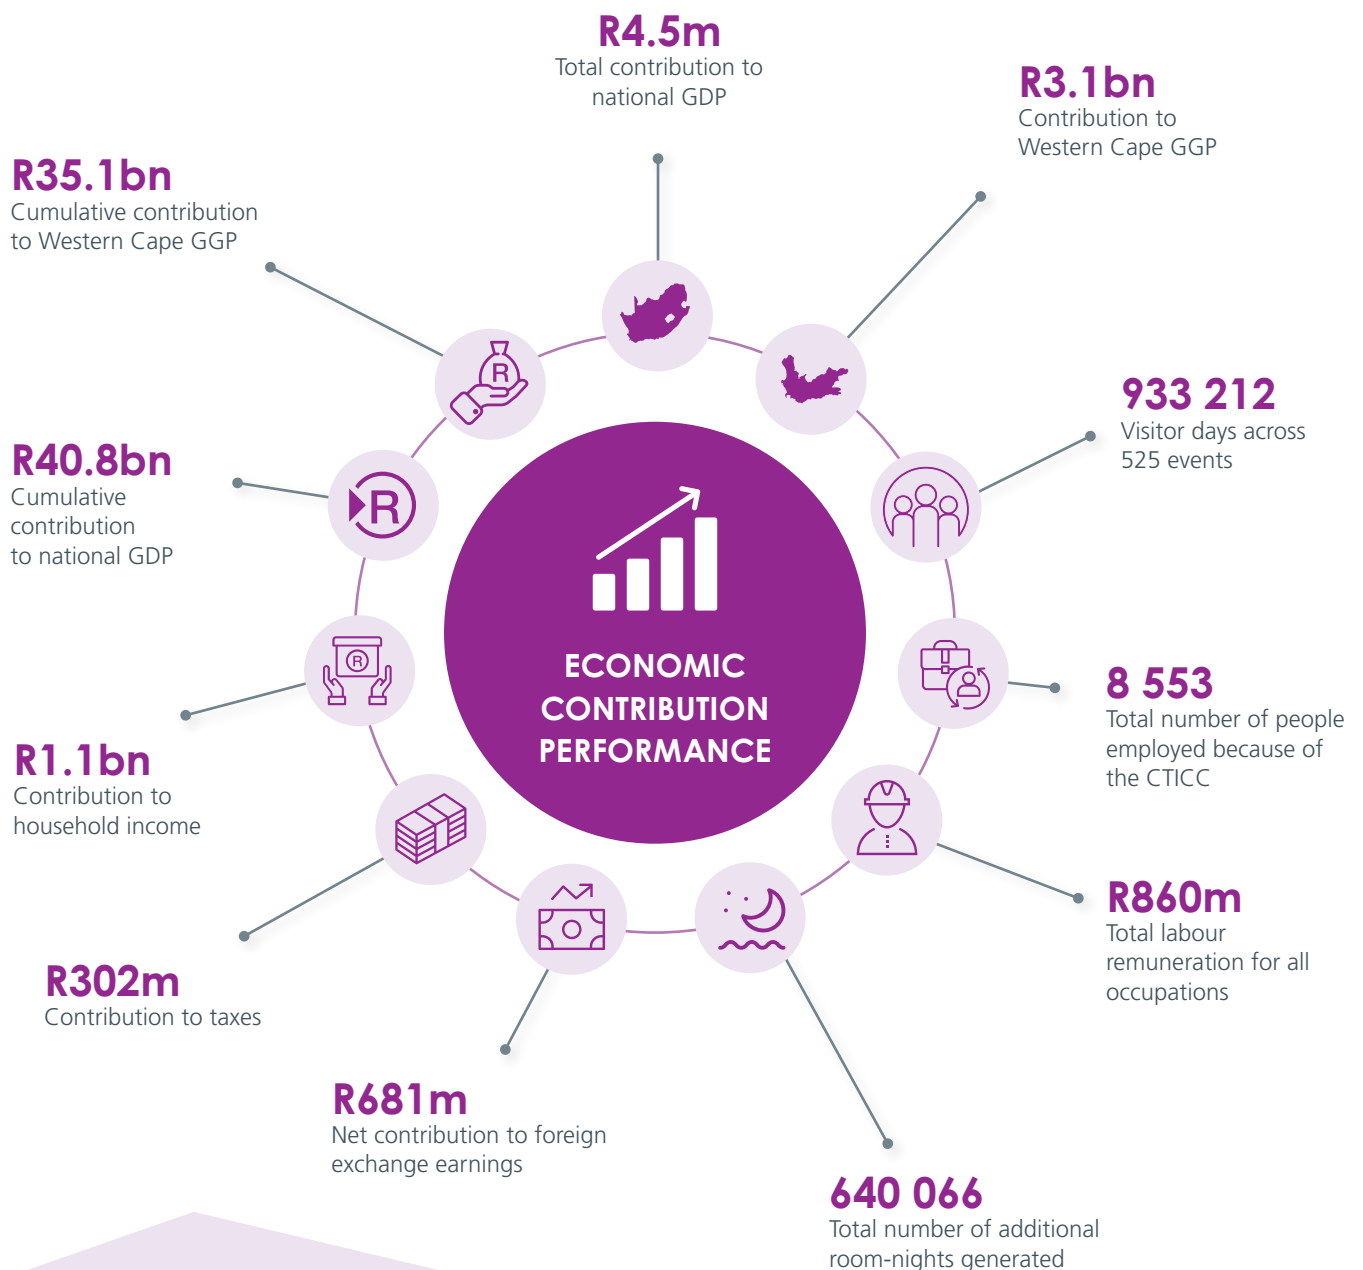 R4.5m
Total contribution to
national GDP
R3.1bn
Contribution to
Western Cape GGP
933 212
Visitor days across
525 events
8 553
Total number of people
employed because of
the CTICC
R860m
Total labour
remuneration for all
occupations
640 066
Total number of additional
room-nights generated
R681m
Net contribution to foreign
exchange earnings
R302m
Contribution to taxes
R1.1bn
Contribution to
household income
R40.8bn
Cumulative
contribution
to national GDP
R35.1bn
Cumulative contribution
to Western Cape GGP
R
R
R
ECONOMIC
CONTRIBUTION
PERFORMANCE